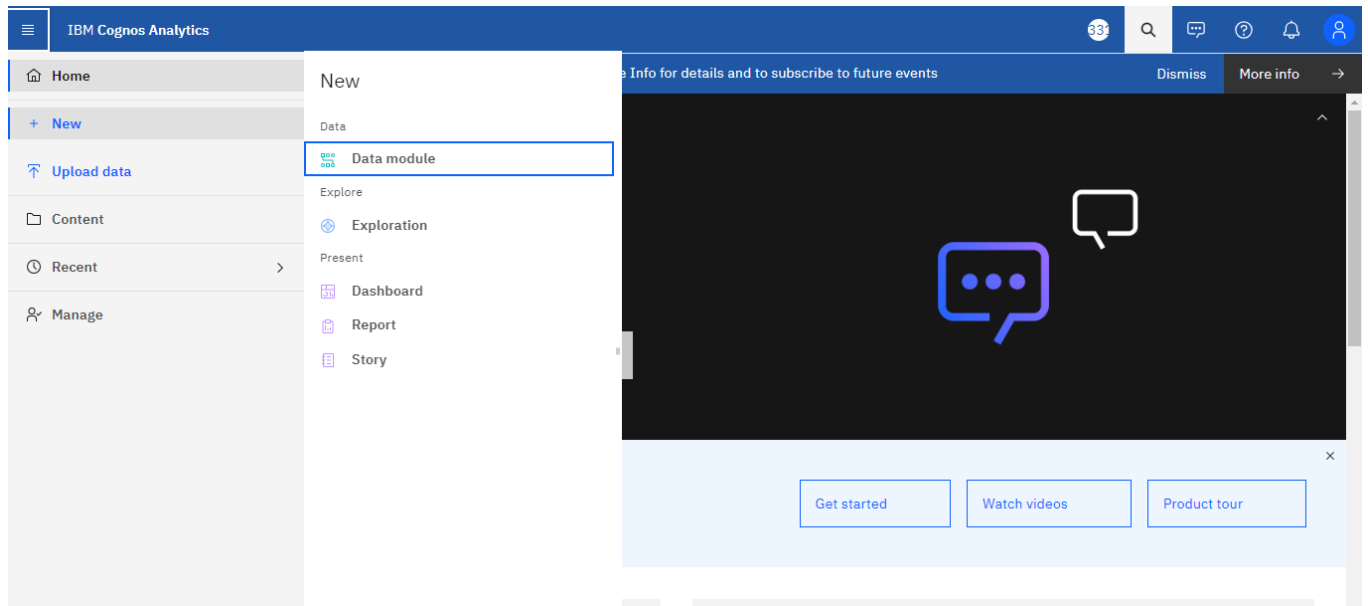 IBM Cognos Analytics
331
Home
New
Upload data
Content
Recent
Manage
New
Data
Data module
Explore
Exploration
Present
Dashboard
Report
Story
Info for details and to subscribe to future events
Dismiss
More info
Get started
Watch videos
Product tour